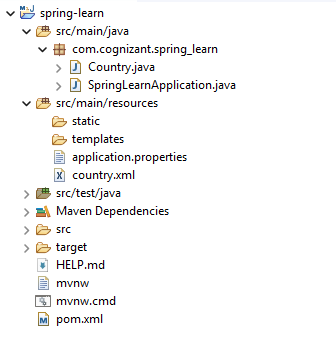 spring-learn
src/main/java
com.cognizant.spring_learn
Country.java
SpringLearnApplication.java
src/main/resources
static
templates
application.properties
country.xml
src/test/java
Maven Dependencies
src
target
HELP.md
mvnw
mvnw.cmd
pom.xml